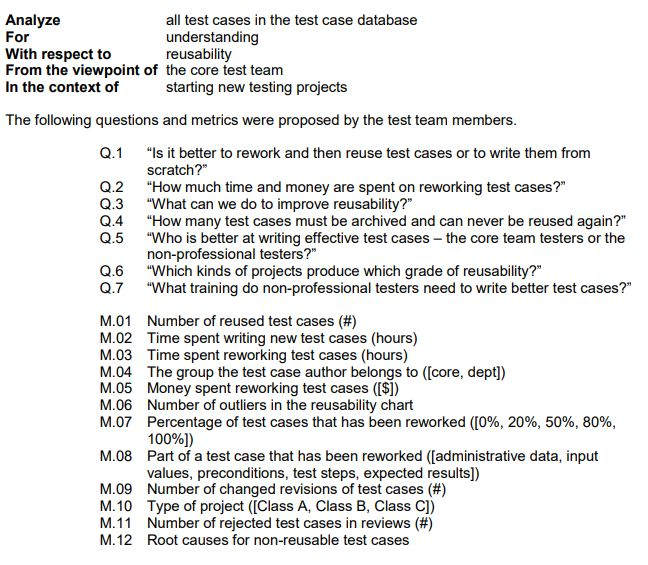 Analyze all test cases in the test case database
For understanding
With respect to reusability
From the viewpoint of the core test team
In the context of starting new testing projects
The following questions and metrics were proposed by the test team members.
Q.1 “Is it better to rework and then reuse test cases or to write them from
scratch?”
Q.2 “How much time and money are spent on reworking test cases?”
Q.3 “What can we do to improve reusability?”
Q.4 “How many test cases must be archived and can never be reused again?”
Q.5 “Who is better at writing effective test cases – the core team testers or the
non-professional testers?”
Q.6 “Which kinds of projects produce which grade of reusability?”
Q.7 “What training do non-professional testers need to write better test cases?”
M.01 Number of reused test cases (#)
M.02 Time spent writing new test cases (hours)
M.03 Time spent reworking test cases (hours)
M.04 The group the test case author belongs to ([core, dept])
M.05 Money spent reworking test cases ([$])
M.06 Number of outliers in the reusability chart
M.07 Percentage of test cases that has been reworked ([0%, 20%, 50%, 80%,
100%])
M.08 Part of a test case that has been reworked ([administrative data, input
values, preconditions, test steps, expected results])
M.09 Number of changed revisions of test cases (#)
M.10 Type of project ([Class A, Class B, Class C])
M.11 Number of rejected test cases in reviews (#)
M.12 Root causes for non-reusable test cases